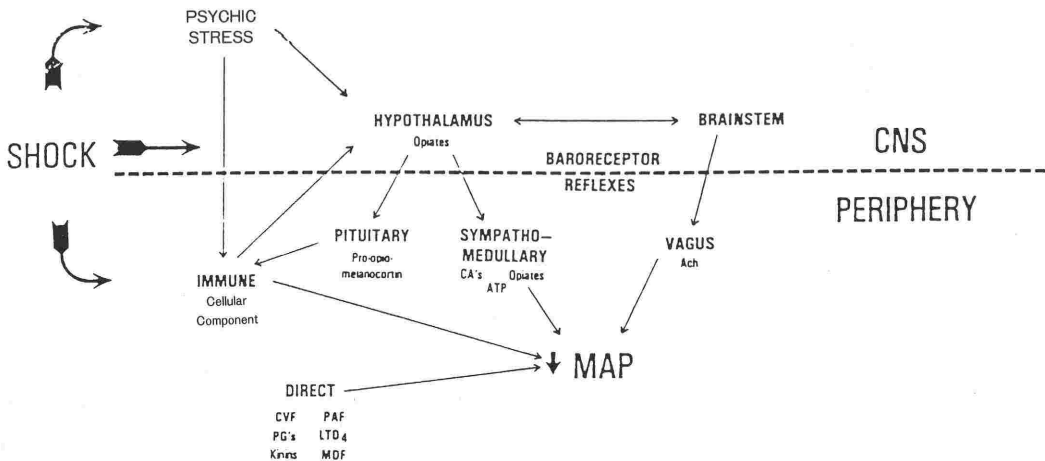 PSYCHIC
STRESS
SHOCK
HYPOTHALAMUS
Opiates
BRAINSTEM
CNS
BARORECEPTOR
REFLEXES
PERIPHERY
PITUITARY
Pro-opio-
melanocortin
SYMPATHO-
MEDULLARY
CA's Opiates
ATP
VAGUS
Ach
IMMUNE
Cellular
Component
MAP
DIRECT
CVF PAF
PG's LTD4
Kinins MDF